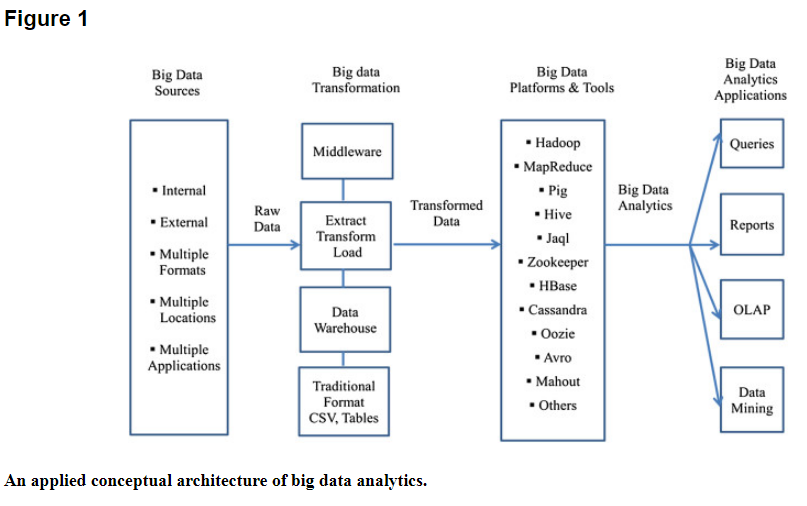 Figure 1
Big Data
Sources
Big data
Transformation
Big Data
Platforms & Tools
Big Data
Analytics
Applications
▪ Internal
▪ External
▪ Multiple
Formats
▪ Multiple
Locations
▪ Multiple
Applications
Raw
Data
Middleware
Extract
Transform
Load
Data
Warehouse
Traditional
Format
CSV, Tables
Transformed
Data
▪ Hadoop
▪ MapReduce
▪ Pig
▪ Hive
▪ Jaql
▪ Zookeeper
▪ HBase
▪ Cassandra
▪ Oozie
▪ Avro
▪ Mahout
▪ Others
Big Data
Analytics
Queries
Reports
OLAP
Data
Mining
An applied conceptual architecture of big data analytics.